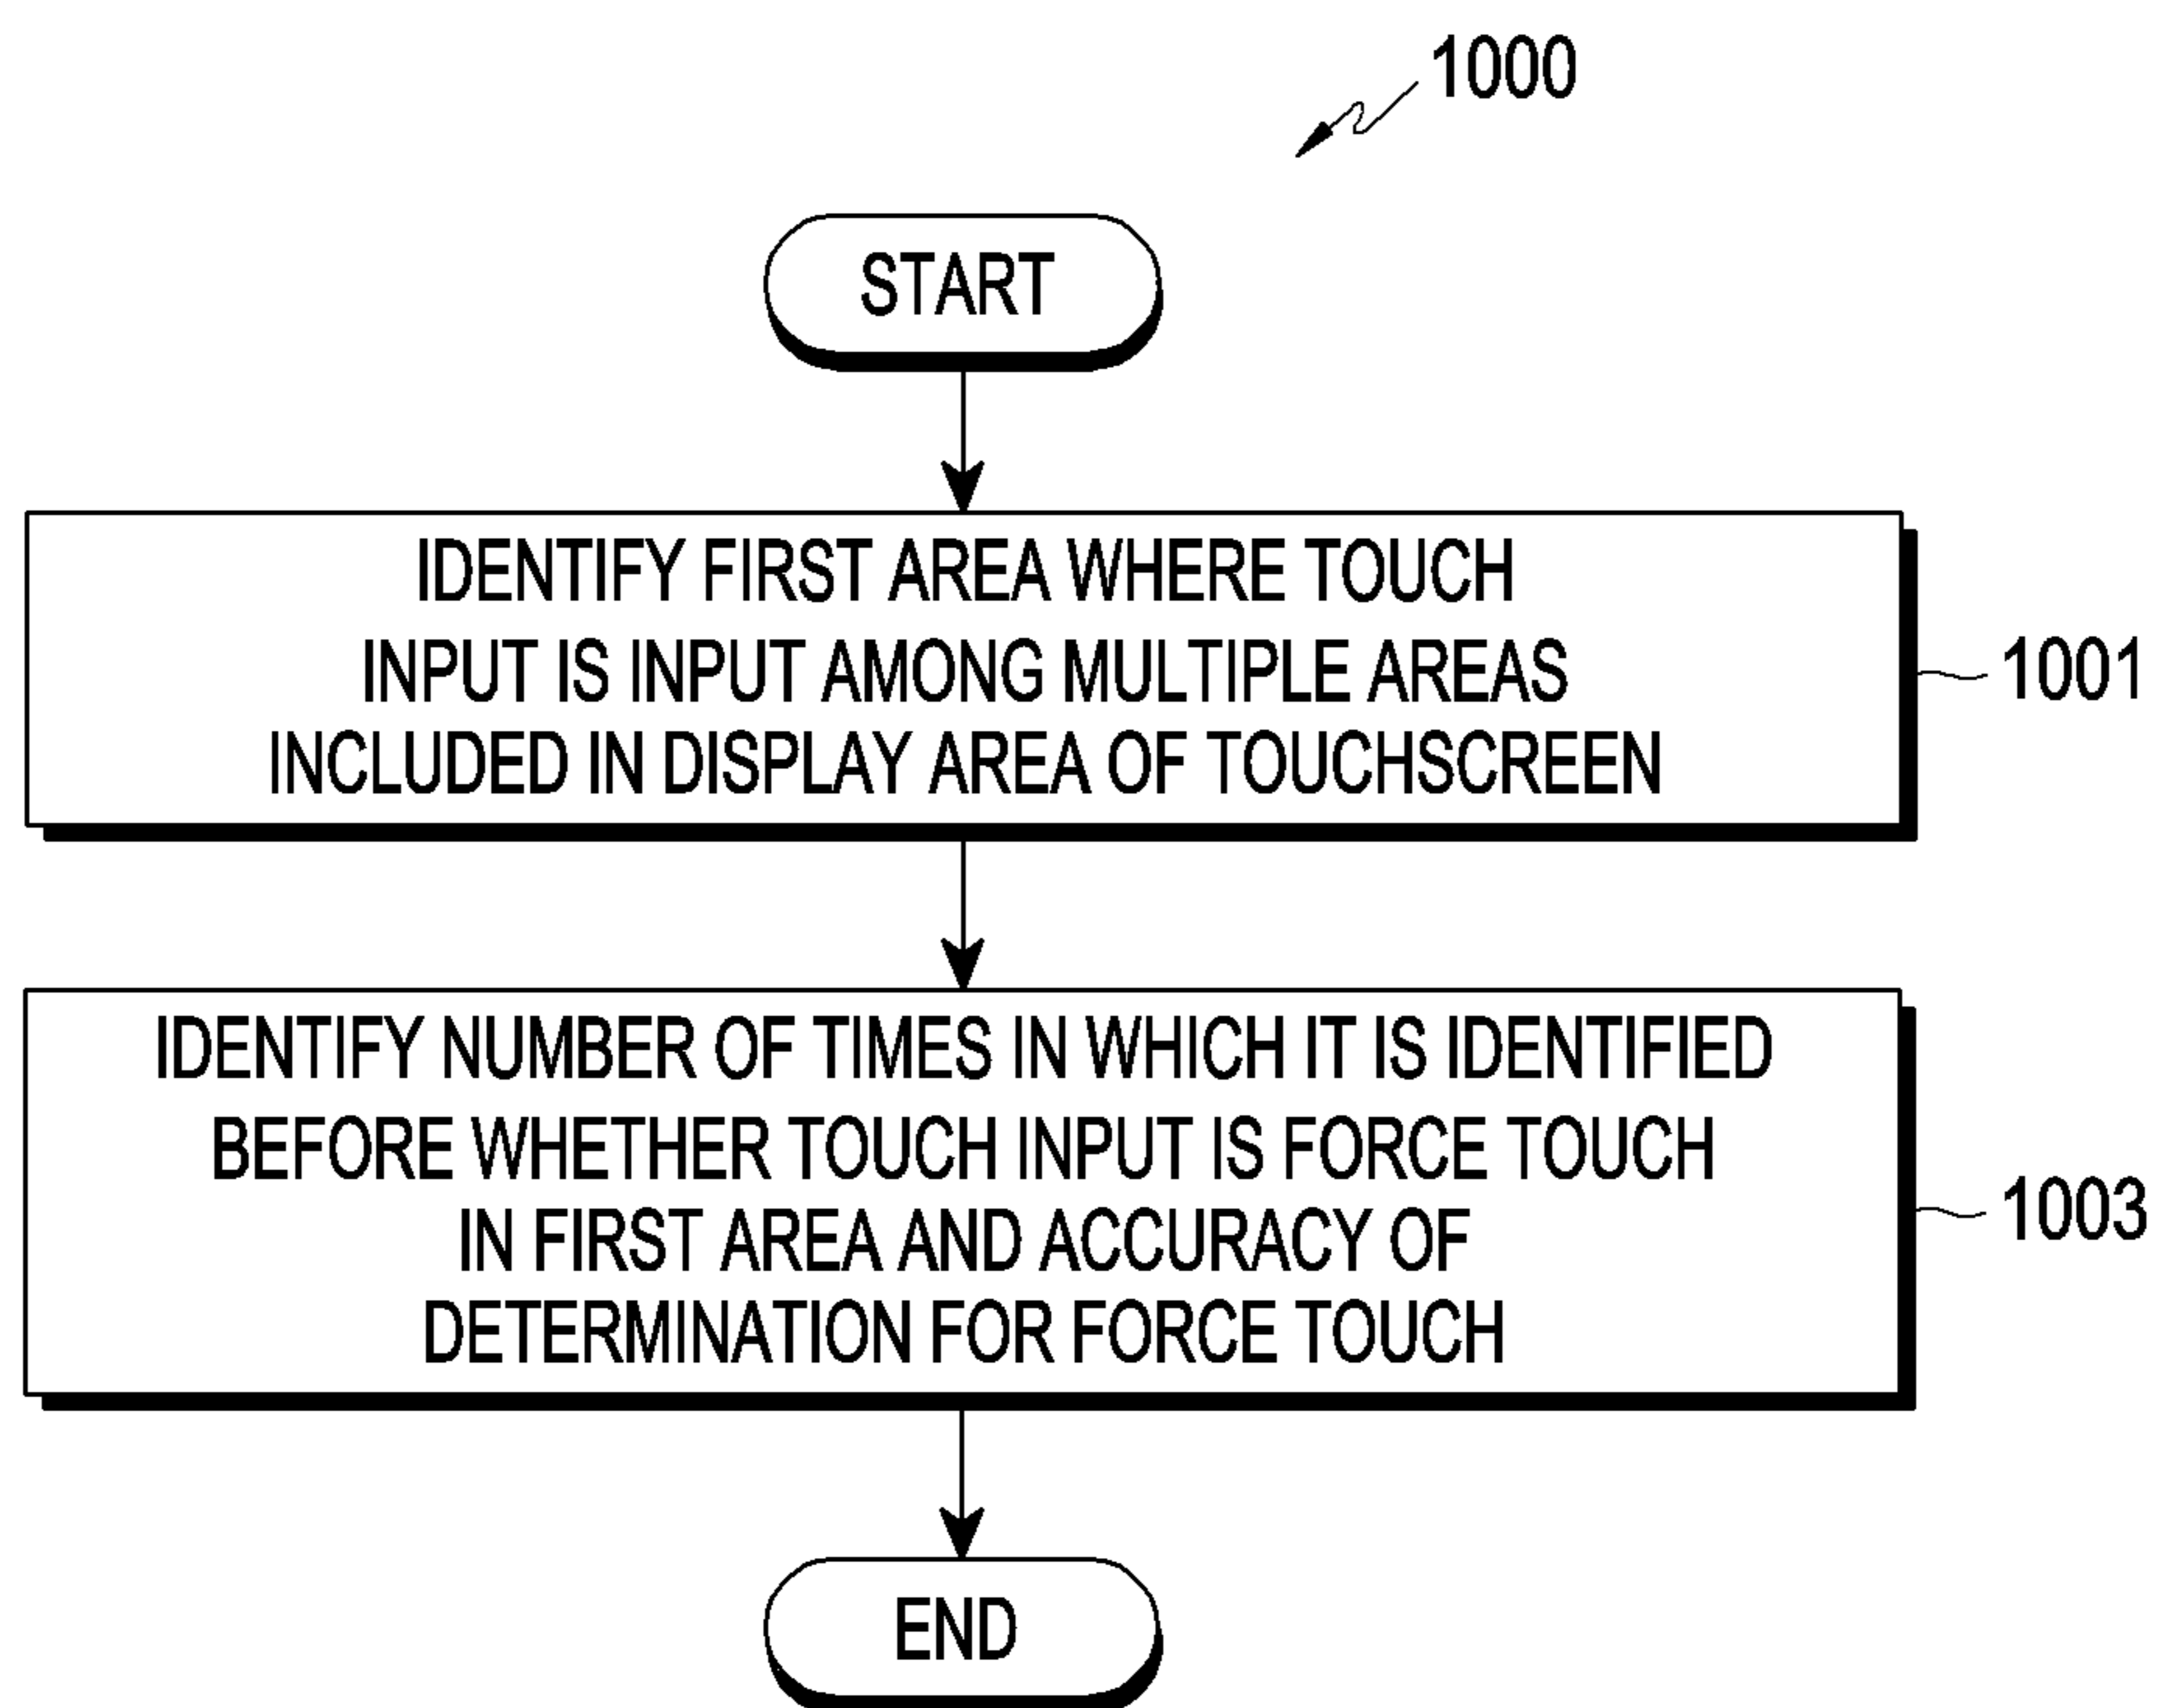 1000
START
IDENTIFY FIRST AREA WHERE TOUCH
INPUT IS INPUT AMONG MULTIPLE AREAS
INCLUDED IN DISPLAY AREA OF TOUCHSCREEN
1001
IDENTIFY NUMBER OF TIMES IN WHICH IT IS IDENTIFIED
BEFORE WHETHER TOUCH INPUT IS FORCE TOUCH
IN FIRST AREA AND ACCURACY OF
DETERMINATION FOR FORCE TOUCH
1003
END